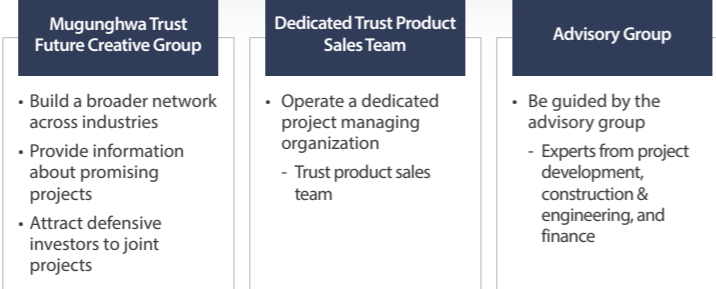 Mugunghwa Trust
Future Creative Group
• Build a broader network
across industries
• Provide information
about promising
projects
• Attract defensive
investors to joint
projects
Dedicated Trust Product
Sales Team
• Operate a dedicated
project managing
organization
- Trust product sales
team
Advisory Group
• Be guided by the
advisory group
- Experts from project
development,
construction &
engineering, and
finance